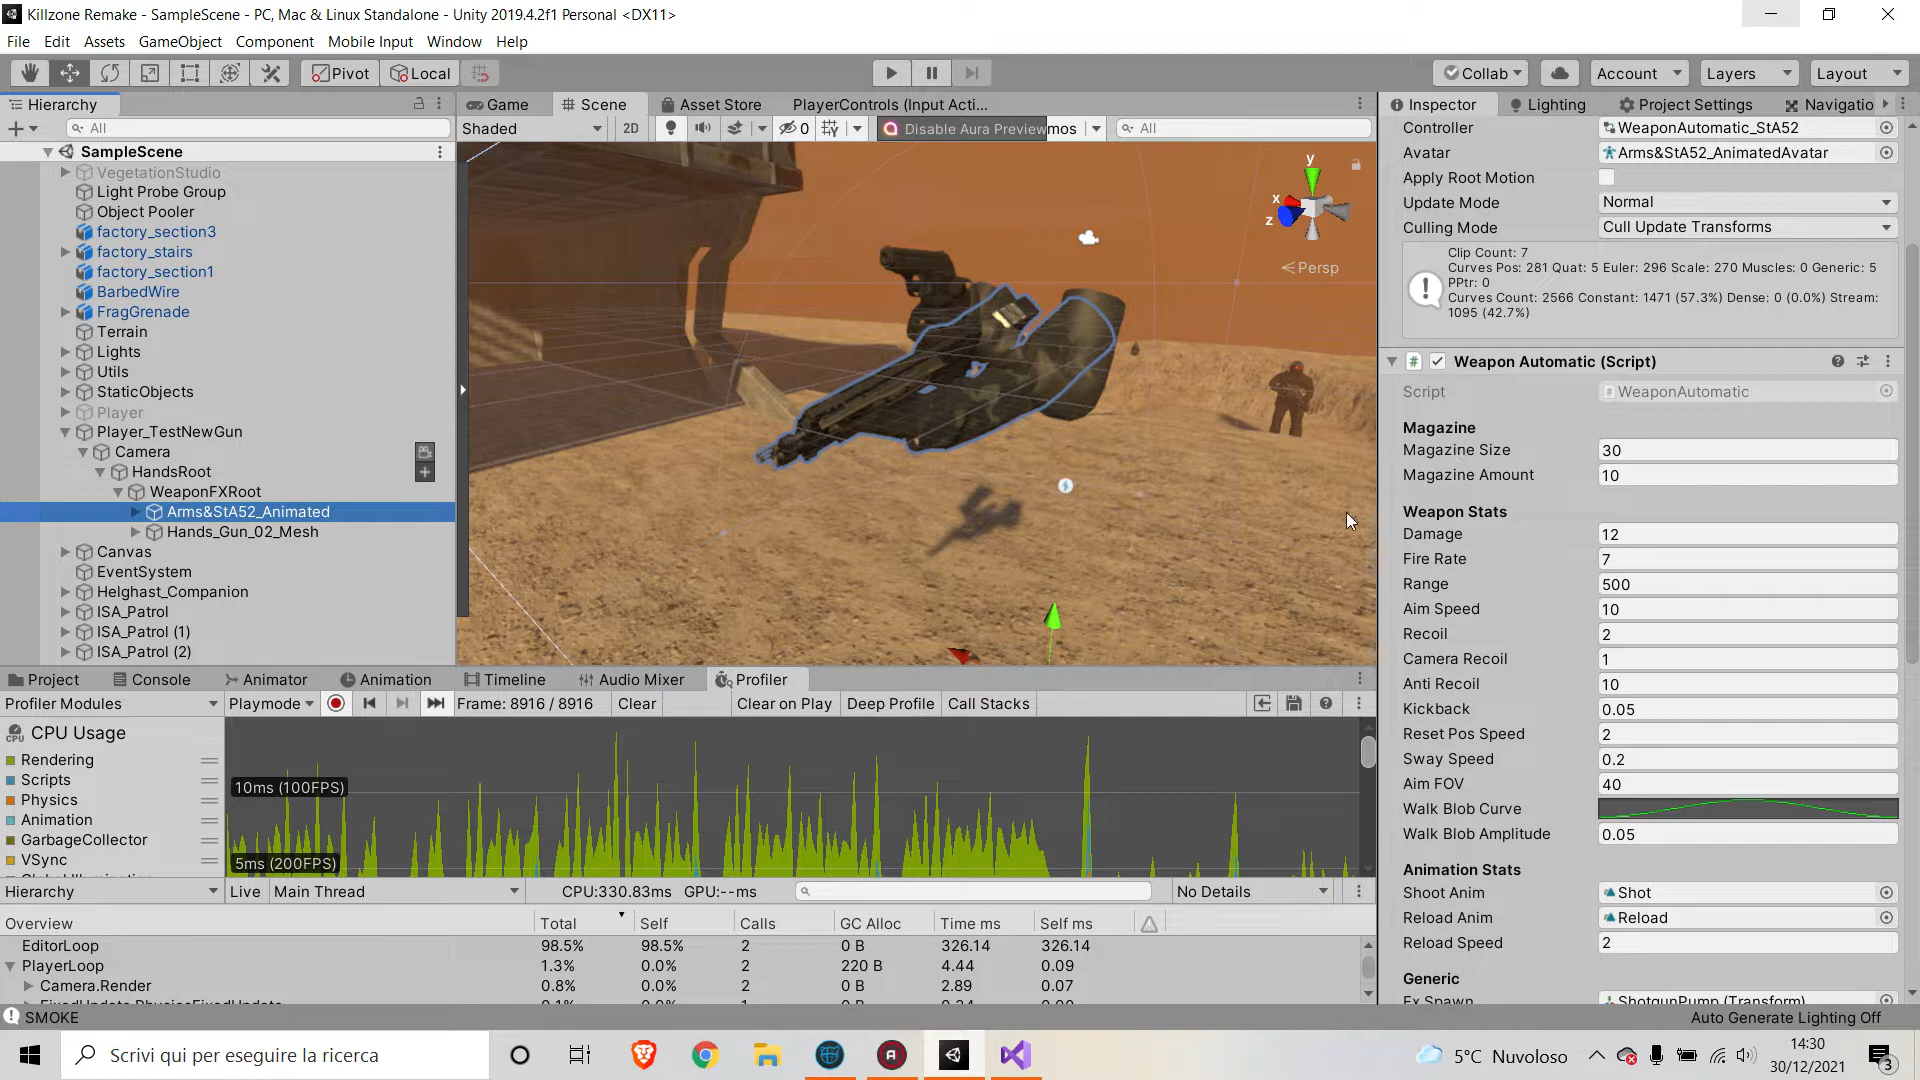 Killzone Remake - SampleScene - PC, Mac & Linux Standalone - Unity 2019.4.2f1 Personal <DX11>
File Edit Assets GameObject Component Mobile Input Window Help
Pivot Local Collab Account Layers Layout
Hierarchy
All
SampleScene
VegetationStudio
Light Probe Group
Object Pooler
factory_section3
factory_stairs
factory_section1
BarbedWire
FragGrenade
Terrain
Lights
Utils
StaticObjects
Player
Player_TestNewGun
Camera
HandsRoot
WeaponFXRoot
Arms&StA52_Animated
Hands_Gun_02_Mesh
Canvas
EventSystem
Helghast_Companion
ISA_Patrol
ISA_Patrol (1)
ISA_Patrol (2)
Game Scene Asset Store PlayerControls (Input Acti...
Shaded 2D 0 Disable Aura Preview mos All
y
x
z
Persp
Inspector Lighting Project Settings Navigatio
Controller WeaponAutomatic_StA52
Avatar Arms&StA52_AnimatedAvatar
Apply Root Motion
Update Mode Normal
Culling Mode Cull Update Transforms
Clip Count: 7
Curves Pos: 281 Quat: 5 Euler: 296 Scale: 270 Muscles: 0 Generic: 5
PPtr: 0
Curves Count: 2566 Constant: 1471 (57.3%) Dense: 0 (0.0%) Stream:
1095 (42.7%)
# Weapon Automatic (Script)
Script WeaponAutomatic
Magazine
Magazine Size 30
Magazine Amount 10
Weapon Stats
Damage 12
Fire Rate 7
Range 500
Aim Speed 10
Recoil 2
Camera Recoil 1
Anti Recoil 10
Kickback 0.05
Reset Pos Speed 2
Sway Speed 0.2
Aim FOV 40
Walk Blob Curve
Walk Blob Amplitude 0.05
Animation Stats
Shoot Anim Shot
Reload Anim Reload
Reload Speed 2
Generic
Fx Spawn ShotgunPump (Transform)
Project Console Animator Animation Timeline Audio Mixer Profiler
Profiler Modules Playmode Frame: 8916 / 8916 Clear Clear on Play Deep Profile Call Stacks
CPU Usage
Rendering
Scripts
Physics
Animation
GarbageCollector
VSync
10ms (100FPS)
5ms (200FPS)
Hierarchy Live Main Thread CPU:330.83ms GPU:--ms No Details
Overview Total Self Calls GC Alloc Time ms Self ms
EditorLoop 98.5% 98.5% 2 0 B 326.14 326.14
PlayerLoop 1.3% 0.0% 2 220 B 4.44 0.09
Camera.Render 0.8% 0.0% 2 0 B 2.89 0.07
SMOKE
Auto Generate Lighting Off
Scrivi qui per eseguire la ricerca
5°C Nuvoloso
14:30
30/12/2021
3